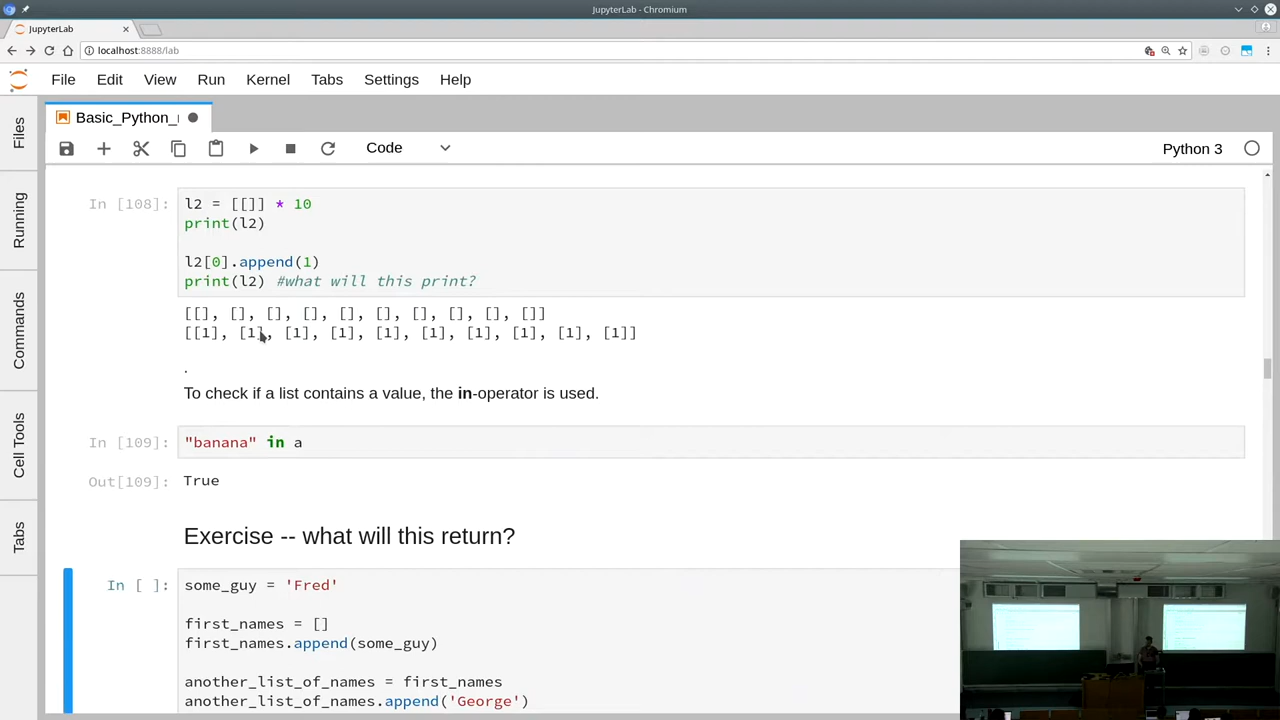 JupyterLab - Chromium
JupyterLab
localhost:8888/lab
File Edit View Run Kernel Tabs Settings Help
Basic_Python_
Code
Python 3
Files
Running
Commands
Cell Tools
Tabs
In [108]:
l2 = [[]] * 10
print(l2)
l2[0].append(1)
print(l2) #what will this print?
[[], [], [], [], [], [], [], [], [], []]
[[1], [1], [1], [1], [1], [1], [1], [1], [1], [1]]
.
To check if a list contains a value, the in-operator is used.
In [109]:
"banana" in a
Out[109]:
True
Exercise -- what will this return?
In [ ]:
some_guy = 'Fred'
first_names = []
first_names.append(some_guy)
another_list_of_names = first_names
another_list_of_names.append('George')